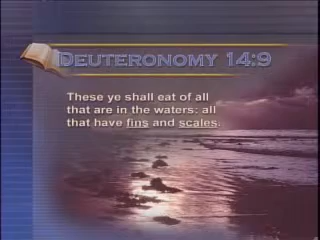 DEUTERONOMY 14:9
These ye shall eat of all
that are in the waters: all
that have fins and scales.